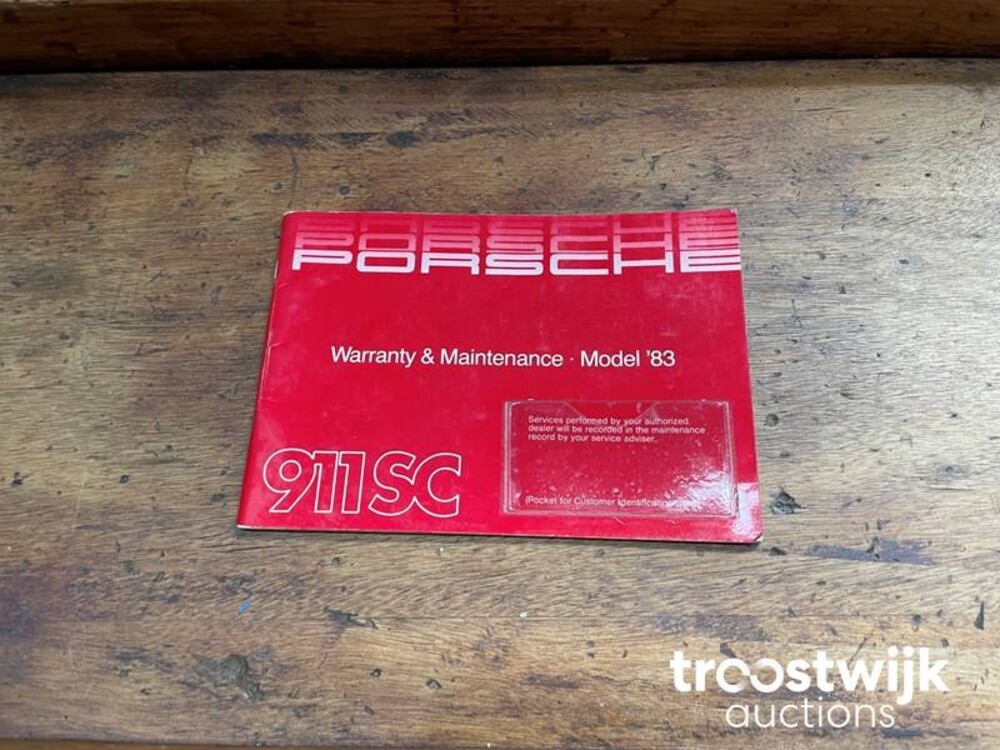 PORSCHE
PORSCHE
PORSCHE
Warranty & Maintenance · Model '83
Services performed by your authorized
dealer will be recorded in the maintenance
record by your service adviser.
911SC
(Pocket for Customer Identification
troostwijk
auctions